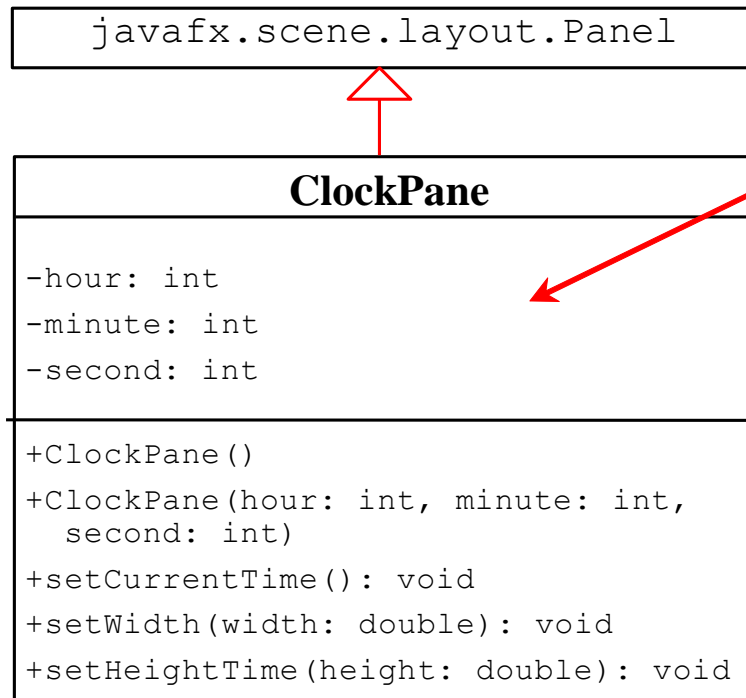 javafx.scene.layout.Panel
ClockPane
-hour: int
-minute: int
-second: int
+ClockPane()
+ClockPane(hour: int, minute: int,
second: int)
+setCurrentTime(): void
+setWidth(width: double): void
+setHeightTime(height: double): void